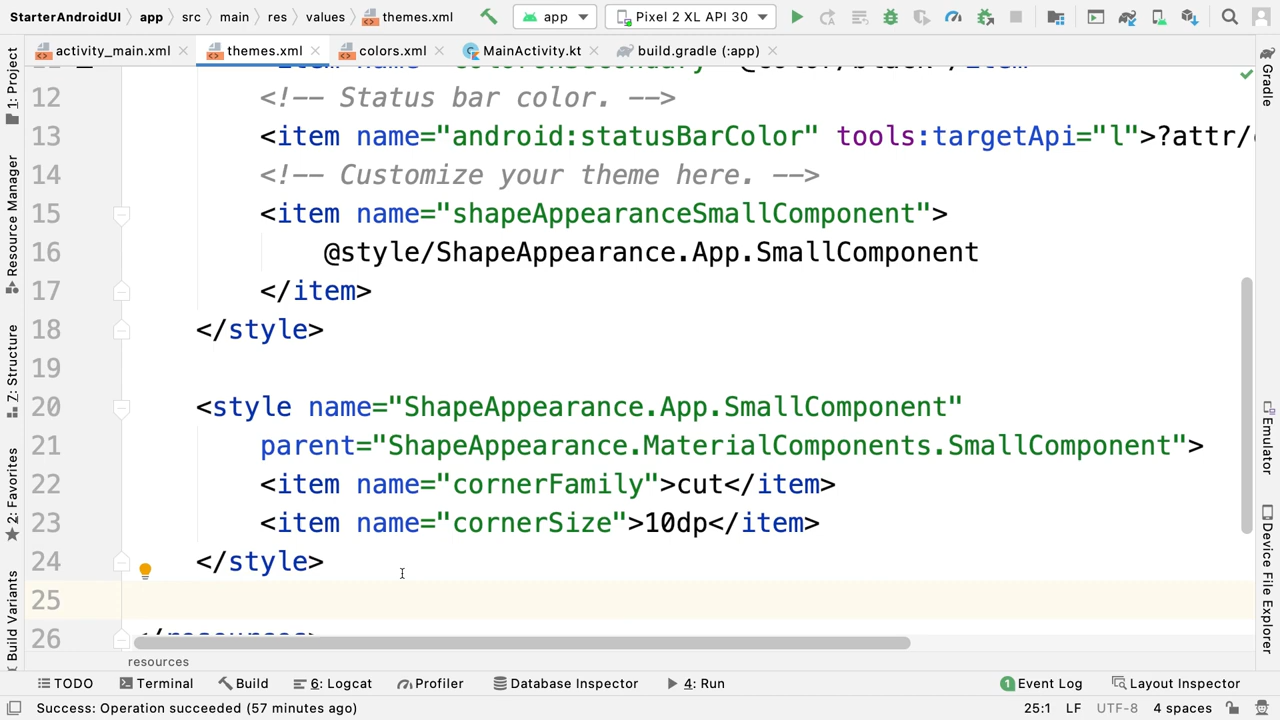 StarterAndroidUI app src main res values themes.xml app Pixel 2 XL API 30
activity_main.xml themes.xml colors.xml MainActivity.kt build.gradle (:app)
12 <!-- Status bar color. -->
13 <item name="android:statusBarColor" tools:targetApi="l">?attr/
14 <!-- Customize your theme here. -->
15 <item name="shapeAppearanceSmallComponent">
16 @style/ShapeAppearance.App.SmallComponent
17 </item>
18 </style>
19
20 <style name="ShapeAppearance.App.SmallComponent"
21 parent="ShapeAppearance.MaterialComponents.SmallComponent">
22 <item name="cornerFamily">cut</item>
23 <item name="cornerSize">10dp</item>
24 </style>
25
26 </resources>
resources
TODO Terminal Build 6: Logcat Profiler Database Inspector 4: Run Event Log Layout Inspector
Success: Operation succeeded (57 minutes ago) 25:1 LF UTF-8 4 spaces
1: Project
Resource Manager
Z: Structure
2: Favorites
Build Variants
Gradle
Emulator
Device File Explorer